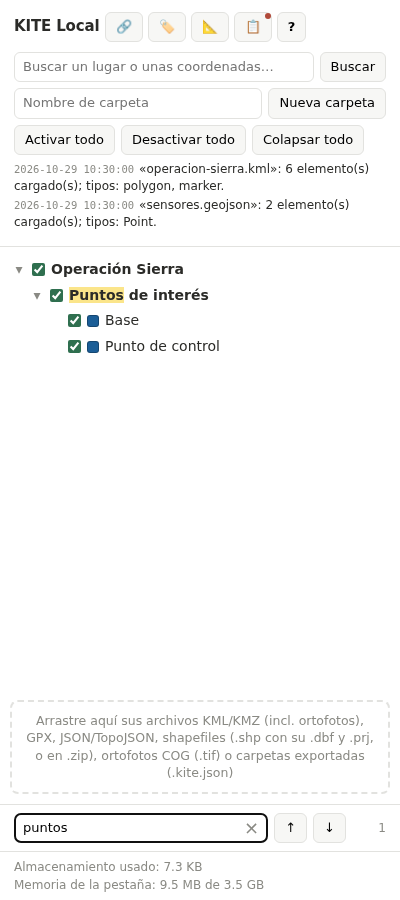 KITE Local ?
Buscar un lugar o unas coordenadas... Buscar
Nombre de carpeta Nueva carpeta
Activar todo Desactivar todo Colapsar todo
2026-10-29 10:30:00 «operacion-sierra.kml»: 6 elemento(s)
cargado(s); tipos: polygon, marker.
2026-10-29 10:30:00 «sensores.geojson»: 2 elemento(s)
cargado(s); tipos: Point.
Operación Sierra
Puntos de interés
Base
Punto de control
Arrastre aquí sus archivos KML/KMZ (incl. ortofotos),
GPX, JSON/TopoJSON, shapefiles (.shp con su .dbf y .prj,
o en .zip), ortofotos COG (.tif) o carpetas exportadas
(.kite.json)
puntos 1
Almacenamiento usado: 7.3 KB
Memoria de la pestaña: 9.5 MB de 3.5 GB